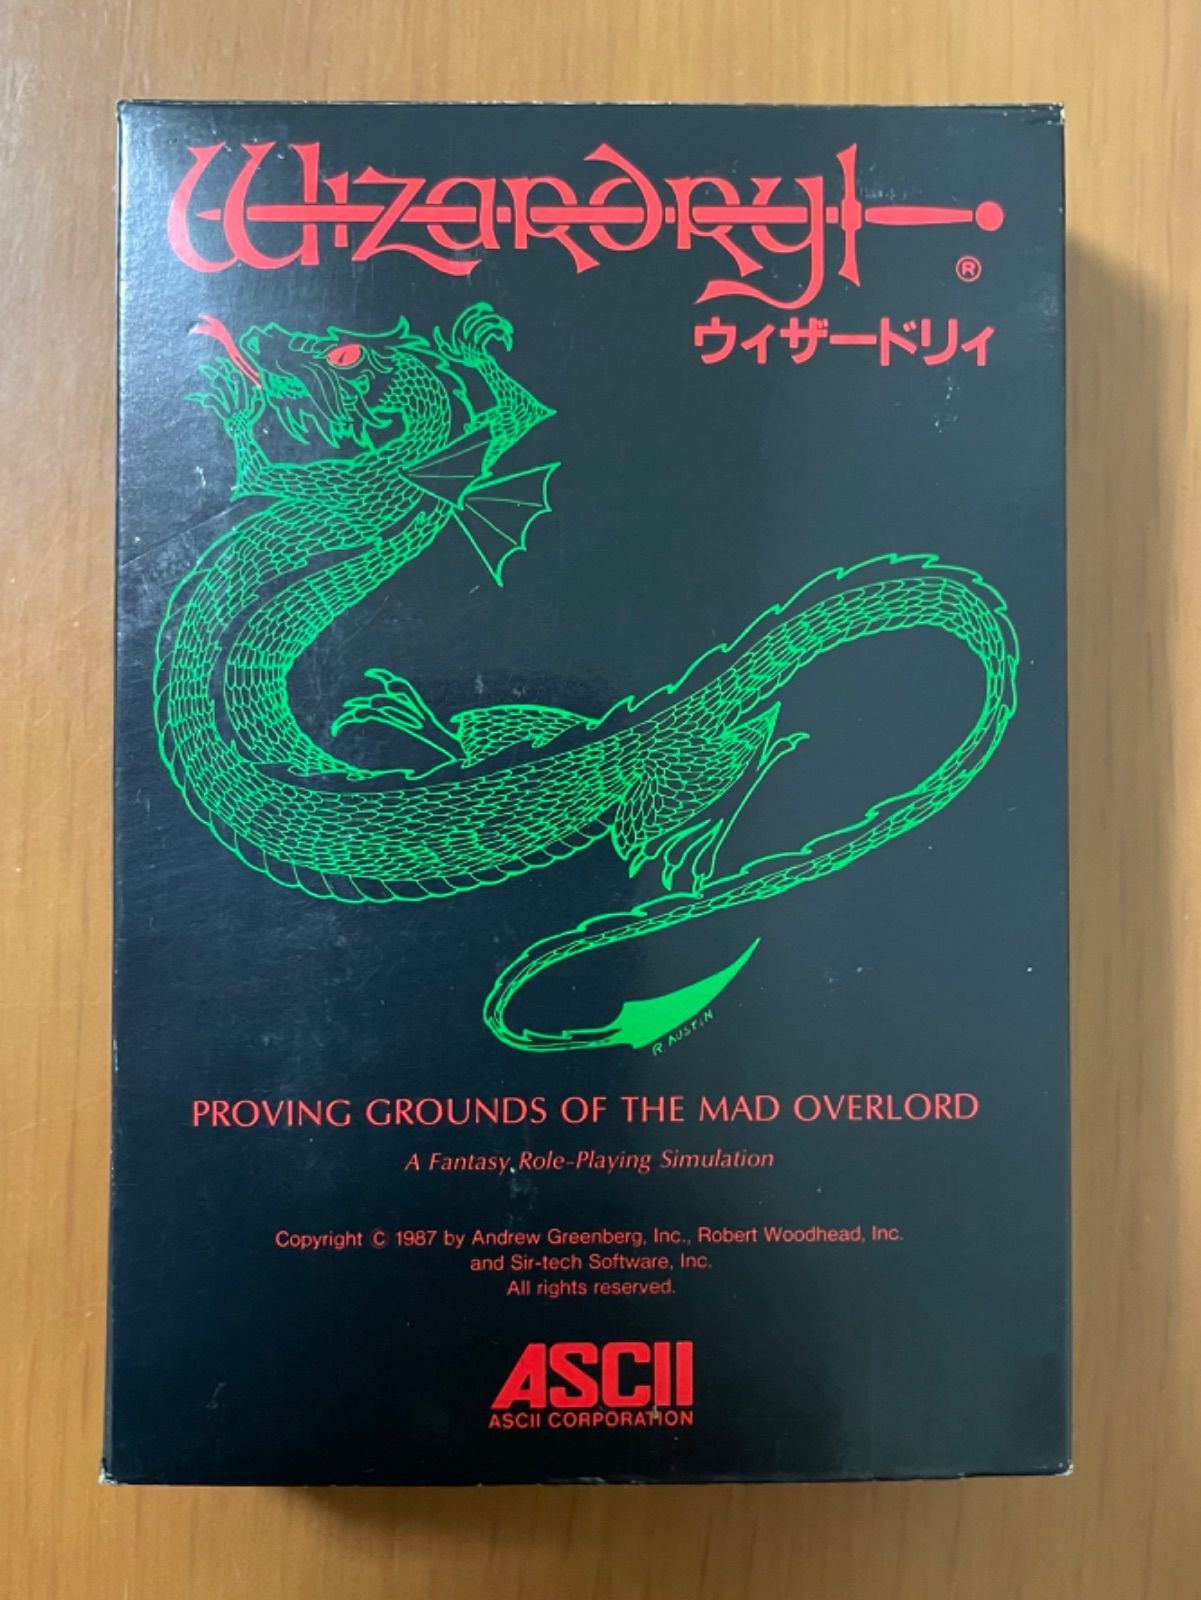 Wizardry
®
ウィザードリィ
R. AUSTIN
PROVING GROUNDS OF THE MAD OVERLORD
A Fantasy Role-Playing Simulation
Copyright © 1987 by Andrew Greenberg, Inc., Robert Woodhead, Inc.
and Sir-tech Software, Inc.
All rights reserved.
ASCII
ASCII CORPORATION